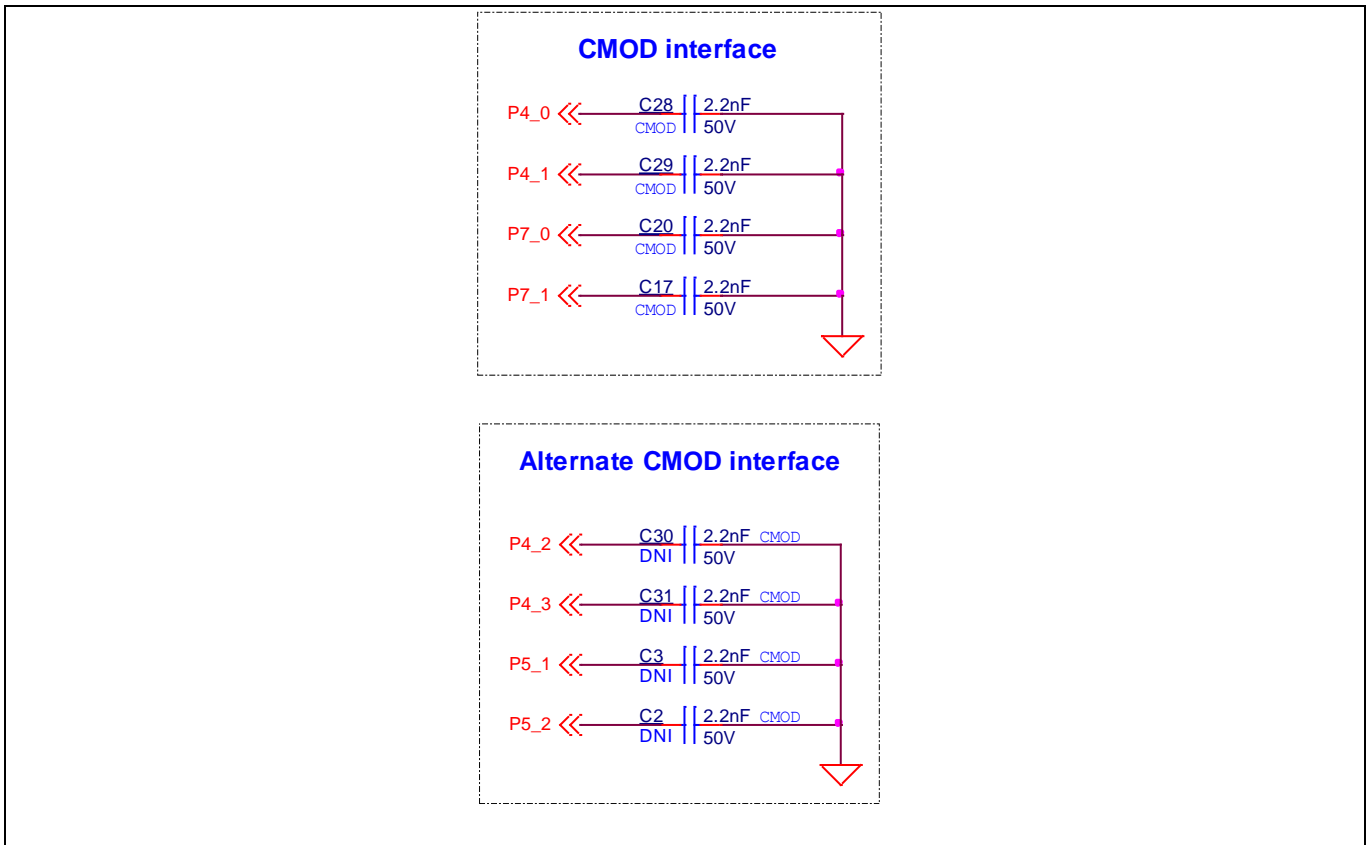 CMOD interface
P4_0 C28 2.2nF
CMOD 50V
P4_1 C29 2.2nF
CMOD 50V
P7_0 C20 2.2nF
CMOD 50V
P7_1 C17 2.2nF
CMOD 50V
Alternate CMOD interface
P4_2 C30 2.2nF CMOD
DNI 50V
P4_3 C31 2.2nF CMOD
DNI 50V
P5_1 C3 2.2nF CMOD
DNI 50V
P5_2 C2 2.2nF CMOD
DNI 50V